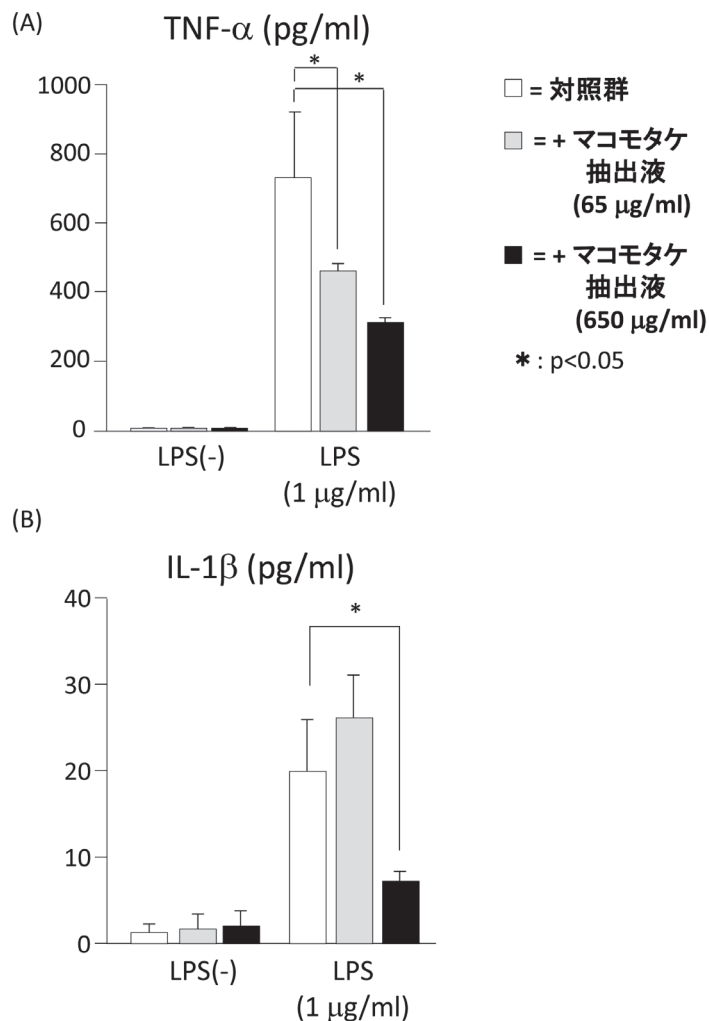 (A)
TNF-α (pg/ml)
1000
800
600
400
200
0
* *
LPS(-)
LPS
(1 μg/ml)
= 対照群
= + マコモタケ
抽出液
(65 μg/ml)
= + マコモタケ
抽出液
(650 μg/ml)
* : p<0.05
(B)
IL-1β (pg/ml)
40
30
20
10
0
*
LPS(-)
LPS
(1 μg/ml)